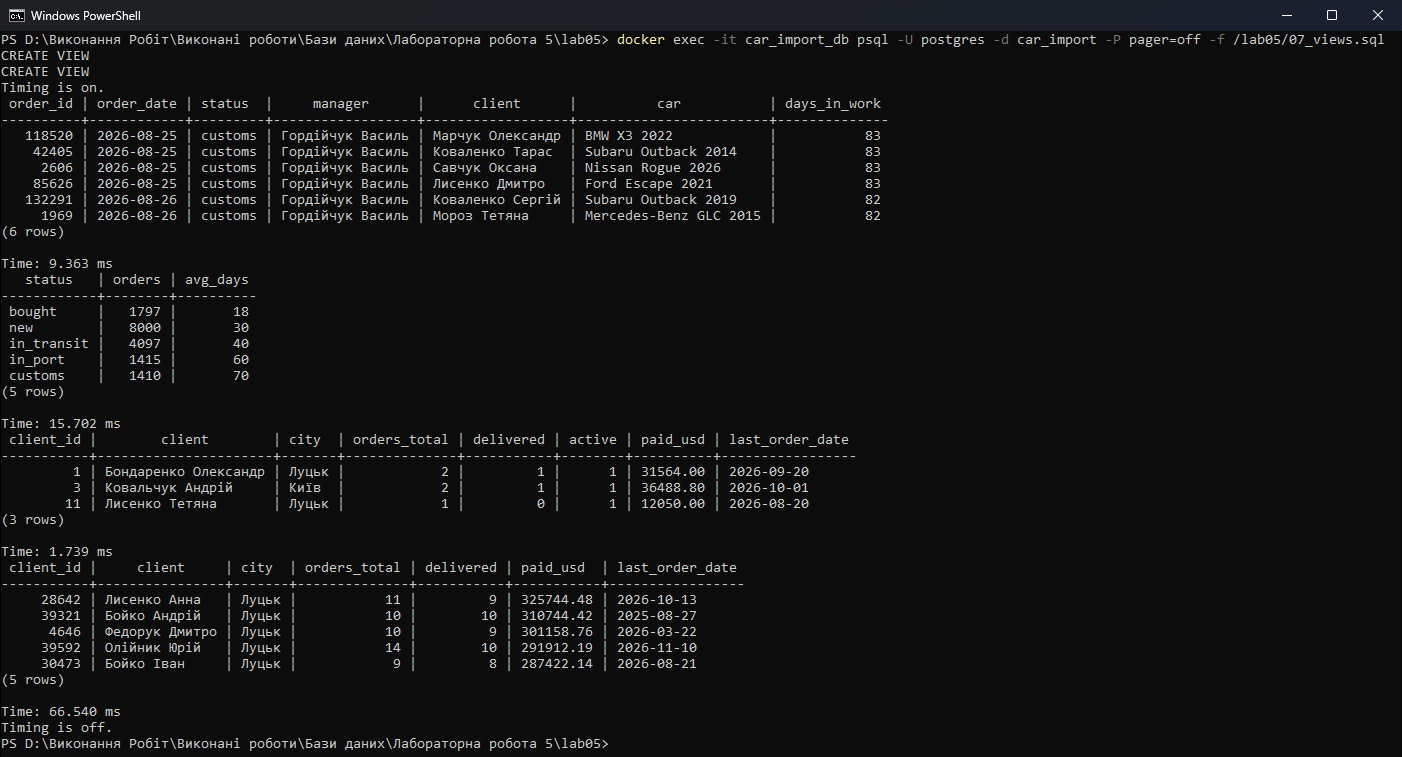 Windows PowerShell
PS D:\Виконання Робіт\Виконані роботи\Бази даних\Лабораторна робота 5\lab05> docker exec -it car_import_db psql -U postgres -d car_import -P pager=off -f /lab05/07_views.sql
CREATE VIEW
CREATE VIEW
Timing is on.
 order_id | order_date | status  |     manager      |      client      |          car           | days_in_work
----------+------------+---------+------------------+------------------+------------------------+--------------
   118520 | 2026-08-25 | customs | Гордійчук Василь | Марчук Олександр | BMW X3 2022            |           83
    42405 | 2026-08-25 | customs | Гордійчук Василь | Коваленко Тарас  | Subaru Outback 2014    |           83
     2606 | 2026-08-25 | customs | Гордійчук Василь | Савчук Оксана    | Nissan Rogue 2026      |           83
    85626 | 2026-08-25 | customs | Гордійчук Василь | Лисенко Дмитро   | Ford Escape 2021       |           83
   132291 | 2026-08-26 | customs | Гордійчук Василь | Коваленко Сергій | Subaru Outback 2019    |           82
     1969 | 2026-08-26 | customs | Гордійчук Василь | Мороз Тетяна     | Mercedes-Benz GLC 2015 |           82
(6 rows)
Time: 9.363 ms
   status   | orders | avg_days
------------+--------+----------
 bought     |   1797 |       18
 new        |   8000 |       30
 in_transit |   4097 |       40
 in_port    |   1415 |       60
 customs    |   1410 |       70
(5 rows)
Time: 15.702 ms
 client_id |        client        | city  | orders_total | delivered | active | paid_usd | last_order_date
-----------+----------------------+-------+--------------+-----------+--------+----------+-----------------
         1 | Бондаренко Олександр | Луцьк |            2 |         1 |      1 | 31564.00 | 2026-09-20
         3 | Ковальчук Андрій     | Київ  |            2 |         1 |      1 | 36488.80 | 2026-10-01
        11 | Лисенко Тетяна       | Луцьк |            1 |         0 |      1 | 12050.00 | 2026-08-20
(3 rows)
Time: 1.739 ms
 client_id |     client     | city  | orders_total | delivered | paid_usd  | last_order_date
-----------+----------------+-------+--------------+-----------+-----------+-----------------
     28642 | Лисенко Анна   | Луцьк |           11 |         9 | 325744.48 | 2026-10-13
     39321 | Бойко Андрій   | Луцьк |           10 |        10 | 310744.42 | 2025-08-27
      4646 | Федорук Дмитро | Луцьк |           10 |         9 | 301158.76 | 2026-03-22
     39592 | Олійник Юрій   | Луцьк |           14 |        10 | 291912.19 | 2026-11-10
     30473 | Бойко Іван     | Луцьк |            9 |         8 | 287422.14 | 2026-08-21
(5 rows)
Time: 66.540 ms
Timing is off.
PS D:\Виконання Робіт\Виконані роботи\Бази даних\Лабораторна робота 5\lab05>